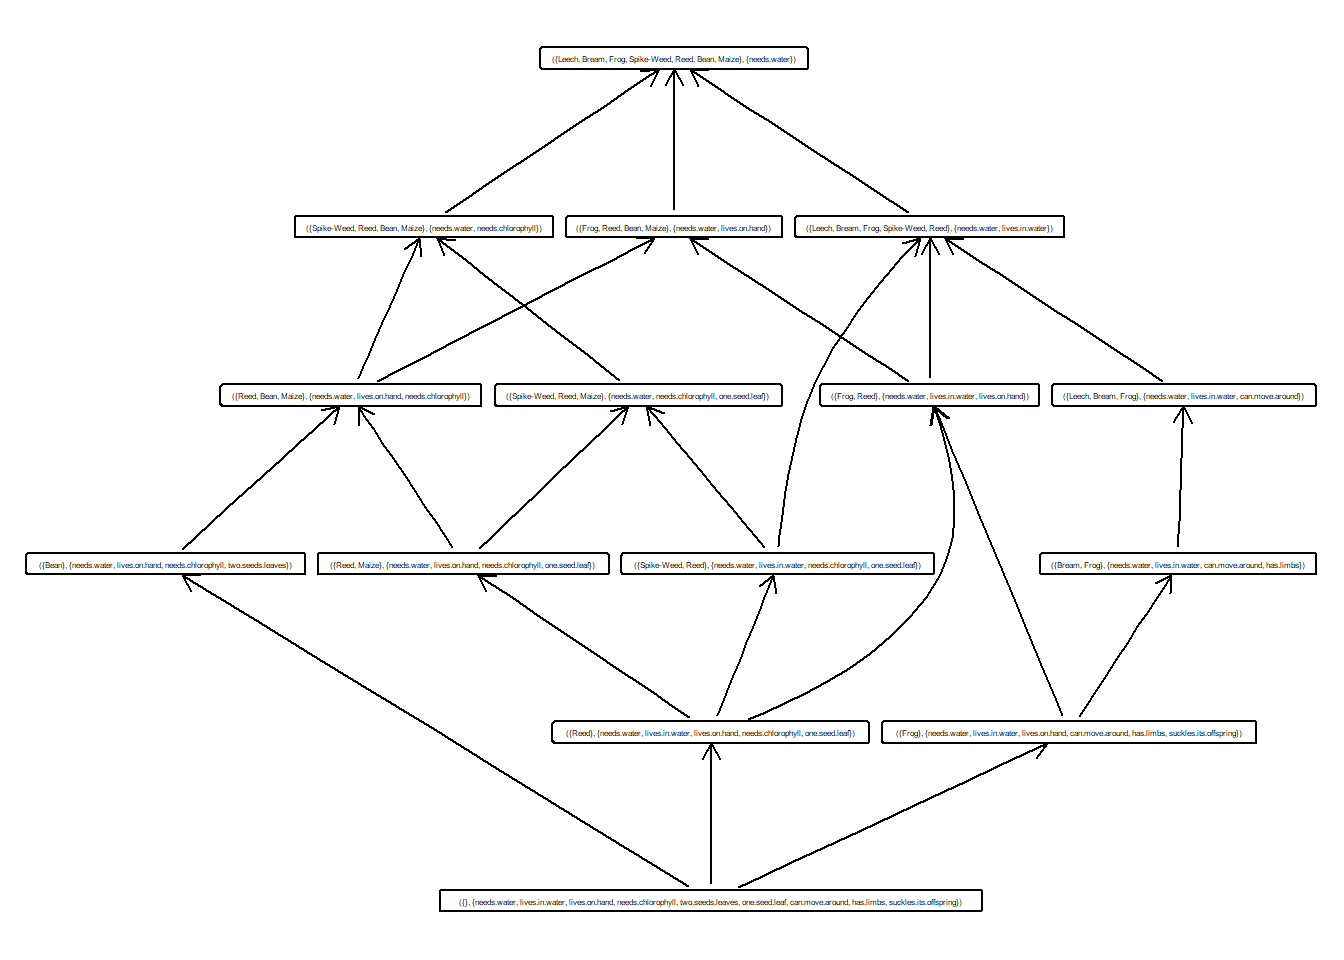 ({Leech, Bream, Frog, Spike-Weed, Reed, Bean, Maize}, {needs.water})
({Spike-Weed, Reed, Bean, Maize}, {needs.water, needs.chlorophyll})
({Frog, Reed, Bean, Maize}, {needs.water, lives.on.hand})
({Leech, Bream, Frog, Spike-Weed, Reed}, {needs.water, lives.in.water})
({Reed, Bean, Maize}, {needs.water, lives.on.hand, needs.chlorophyll})
({Spike-Weed, Reed, Maize}, {needs.water, needs.chlorophyll, one.seed.leaf})
({Frog, Reed}, {needs.water, lives.in.water, lives.on.hand})
({Leech, Bream, Frog}, {needs.water, lives.in.water, can.move.around})
({Bean}, {needs.water, lives.on.hand, needs.chlorophyll, two.seeds.leaves})
({Reed, Maize}, {needs.water, lives.on.hand, needs.chlorophyll, one.seed.leaf})
({Spike-Weed, Reed}, {needs.water, lives.in.water, needs.chlorophyll, one.seed.leaf})
({Bream, Frog}, {needs.water, lives.in.water, can.move.around, has.limbs})
({Reed}, {needs.water, lives.in.water, lives.on.hand, needs.chlorophyll, one.seed.leaf})
({Frog}, {needs.water, lives.in.water, lives.on.hand, can.move.around, has.limbs, suckles.its.offspring})
({}, {needs.water, lives.in.water, lives.on.hand, needs.chlorophyll, two.seeds.leaves, one.seed.leaf, can.move.around, has.limbs, suckles.its.offspring})